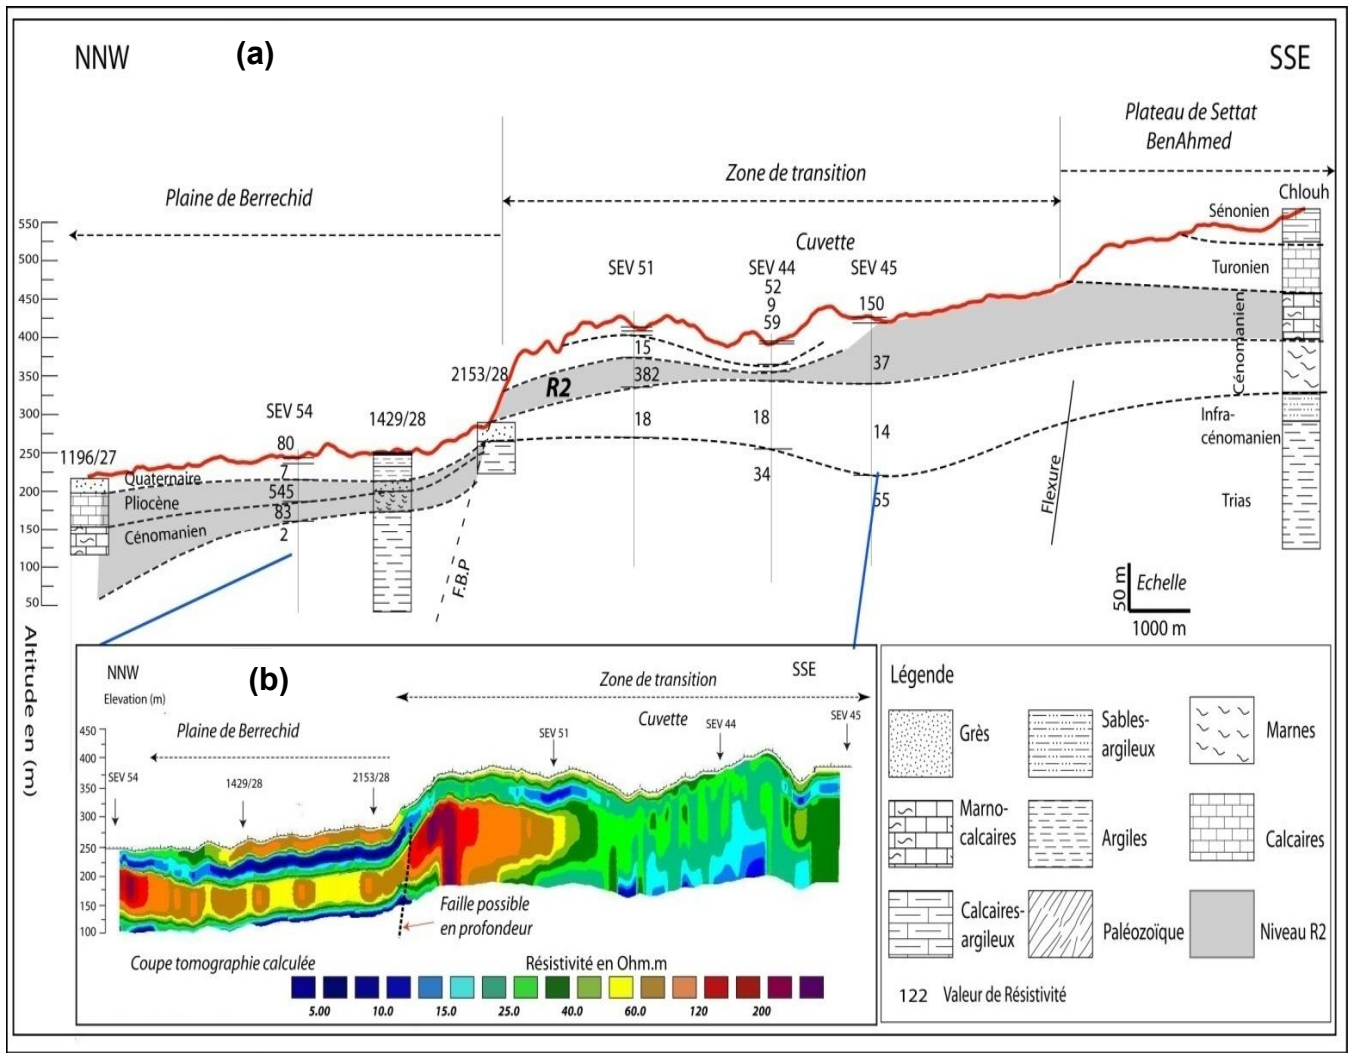 NNW
(a)
SSE
Plateau de Settat
BenAhmed
Zone de transition
Plaine de Berrechid
Chlouh
Sénonien
Cuvette
SEV 51
SEV 44
SEV 45
52
9
59
150
Turonien
Cénomanien
550
500
450
400
350
300
250
200
150
100
50
Altitude en (m)
15
382
18
R2
37
18
14
34
55
2153/28
SEV 54
1429/28
80
1196/27
7
Quaternaire
545
Pliocène
83
Cénomanien
2
F.B.P
Infra-
cénomanien
Flexure
Trias
50 m
Echelle
1000 m
NNW
(b)
SSE
Zone de transition
Elevation (m)
Plaine de Berrechid
Cuvette
SEV 51
SEV 44
SEV 45
SEV 54
1429/28
2153/28
450
400
350
300
250
200
150
100
Faille possible
en profondeur
Coupe tomographie calculée
Résistivité en Ohm.m
5.00
10.0
15.0
25.0
40.0
60.0
120
200
Légende
Grès
Sables-
argileux
Marnes
Marno-
calcaires
Argiles
Calcaires
Calcaires-
argileux
Paléozoïque
Niveau R2
122 Valeur de Résistivité